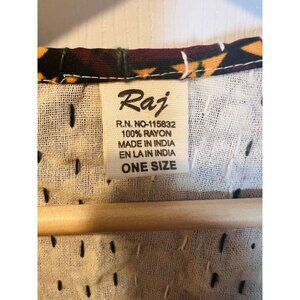 Raj
R.N. NO-115832
100% RAYON
MADE IN INDIA
EN LA IN INDIA
ONE SIZE